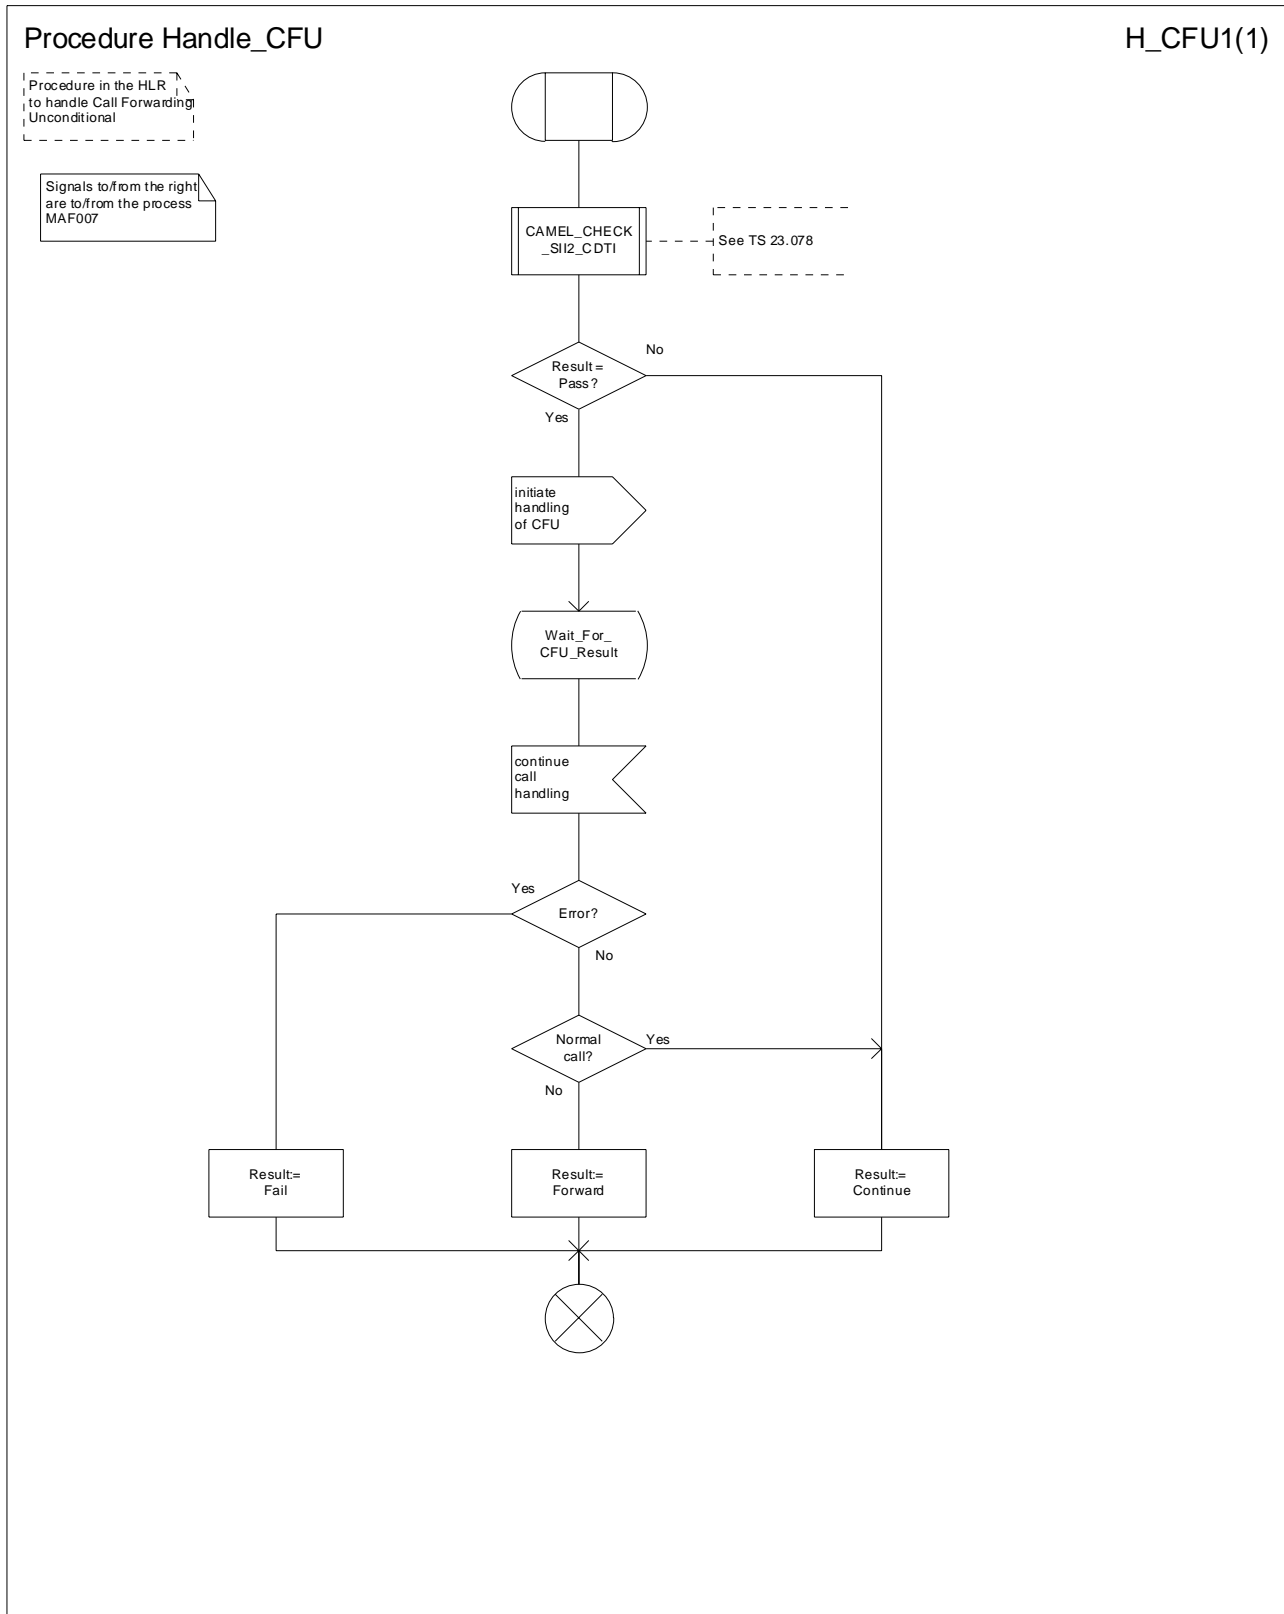 Procedure Handle_CFU
H_CFU1(1)
Procedure in the HLR
to handle Call Forwarding
Unconditional
Signals to/from the right
are to/from the process
MAF007
CAMEL_CHECK
_SII2_CDTI
See TS 23.078
Result =
Pass?
No
Yes
initiate
handling
of CFU
Wait_For_
CFU_Result
continue
call
handling
Yes
Error?
No
Normal
call?
Yes
No
Result:=
Fail
Result:=
Forward
Result:=
Continue